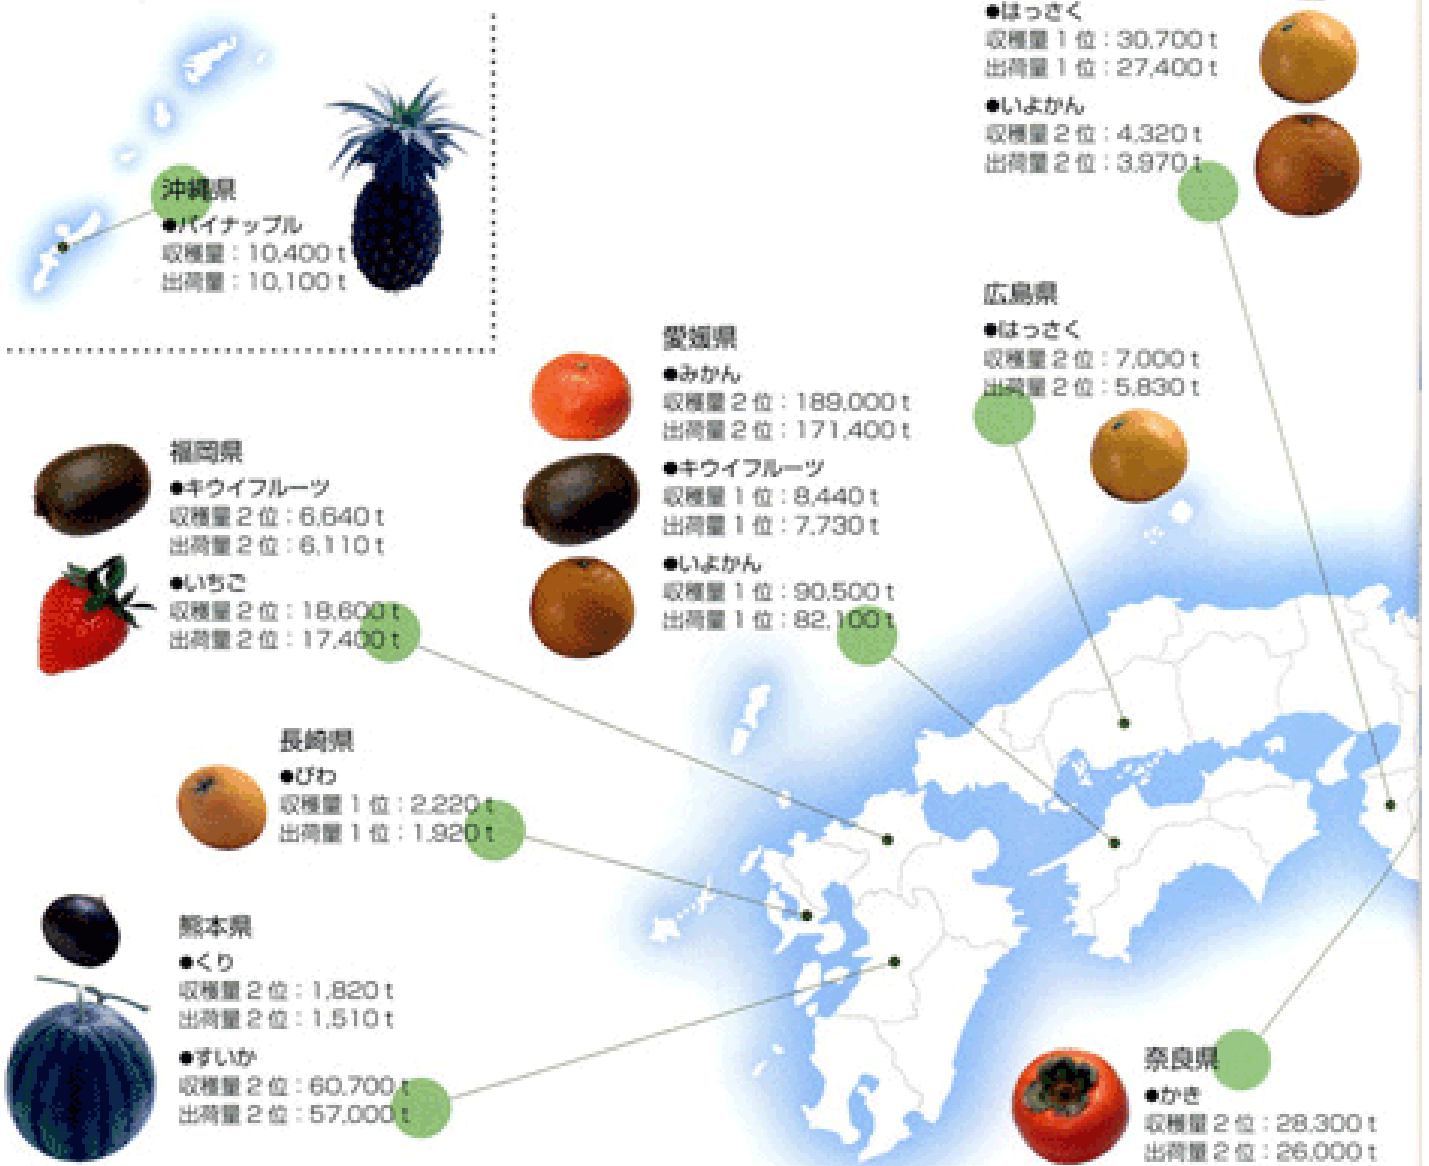 ●はっさく
収穫量1位：30,700t
出荷量1位：27,400t
●いよかん
収穫量2位：4,320t
出荷量2位：3,970t
沖縄県
●パイナップル
収穫量：10,400t
出荷量：10,100t
広島県
●はっさく
収穫量2位：7,000t
出荷量2位：5,830t
愛媛県
●みかん
収穫量2位：189,000t
出荷量2位：171,400t
●キウイフルーツ
収穫量1位：8,440t
出荷量1位：7,730t
●いよかん
収穫量1位：90,500t
出荷量1位：82,100t
福岡県
●キウイフルーツ
収穫量2位：6,640t
出荷量2位：6,110t
●いちご
収穫量2位：18,600t
出荷量2位：17,400t
長崎県
●びわ
収穫量1位：2,220t
出荷量1位：1,920t
熊本県
●くり
収穫量2位：1,820t
出荷量2位：1,510t
●すいか
収穫量2位：60,700t
出荷量2位：57,000t
奈良県
●かき
収穫量2位：28,300t
出荷量2位：26,000t